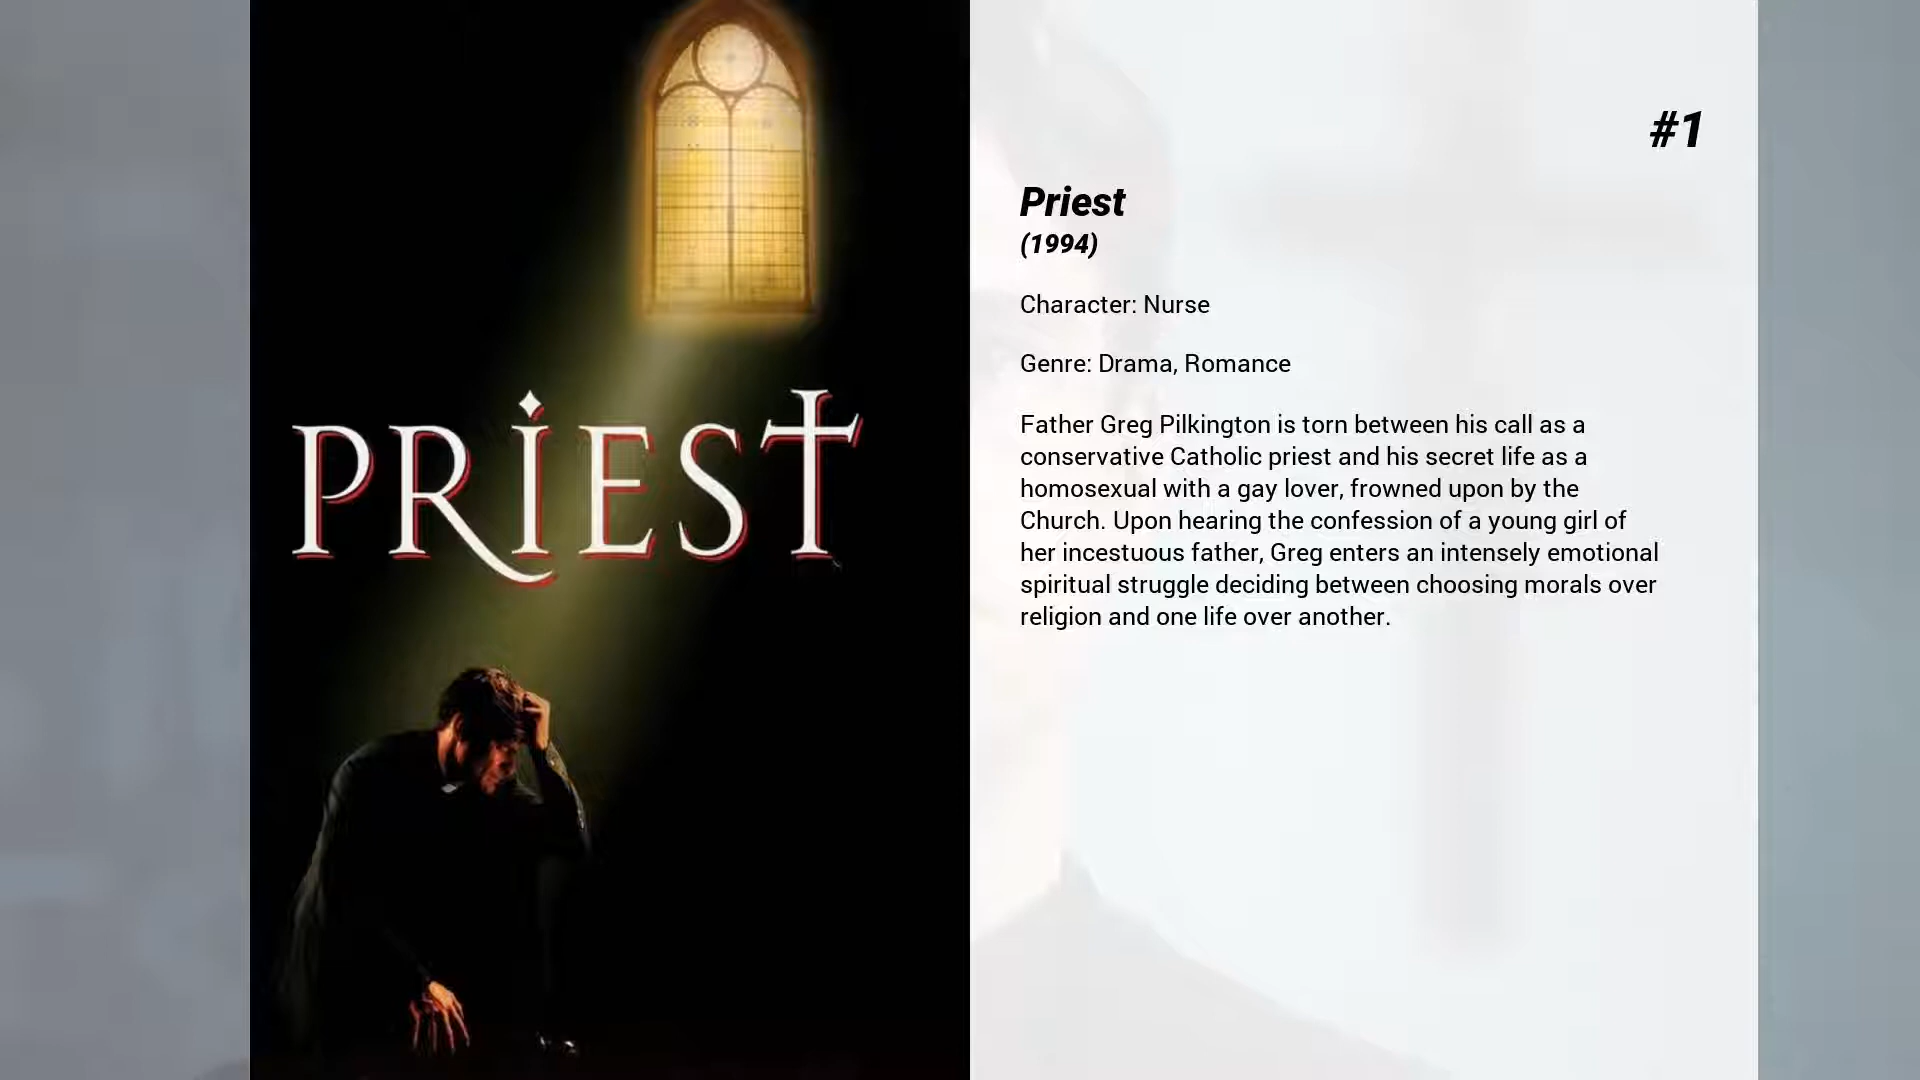 PRIEST
#1
Priest
(1994)
Character: Nurse
Genre: Drama, Romance
Father Greg Pilkington is torn between his call as a
conservative Catholic priest and his secret life as a
homosexual with a gay lover, frowned upon by the
Church. Upon hearing the confession of a young girl of
her incestuous father, Greg enters an intensely emotional
spiritual struggle deciding between choosing morals over
religion and one life over another.